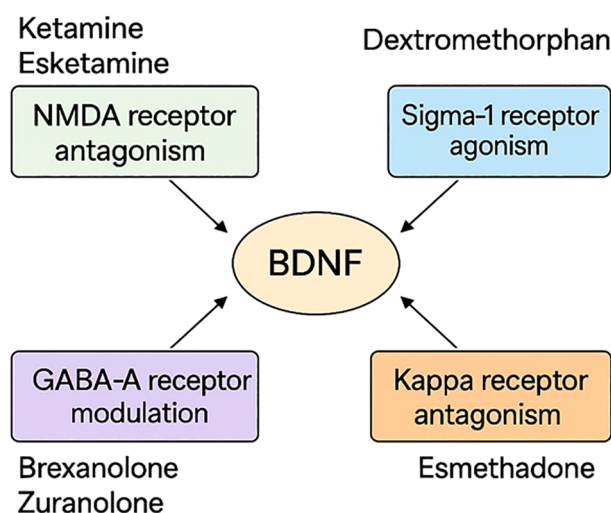 Ketamine
Esketamine
NMDA receptor
antagonism
Dextromethorphan
Sigma-1 receptor
agonism
BDNF
GABA-A receptor
modulation
Brexanolone
Zuranolone
Kappa receptor
antagonism
Esmethadone